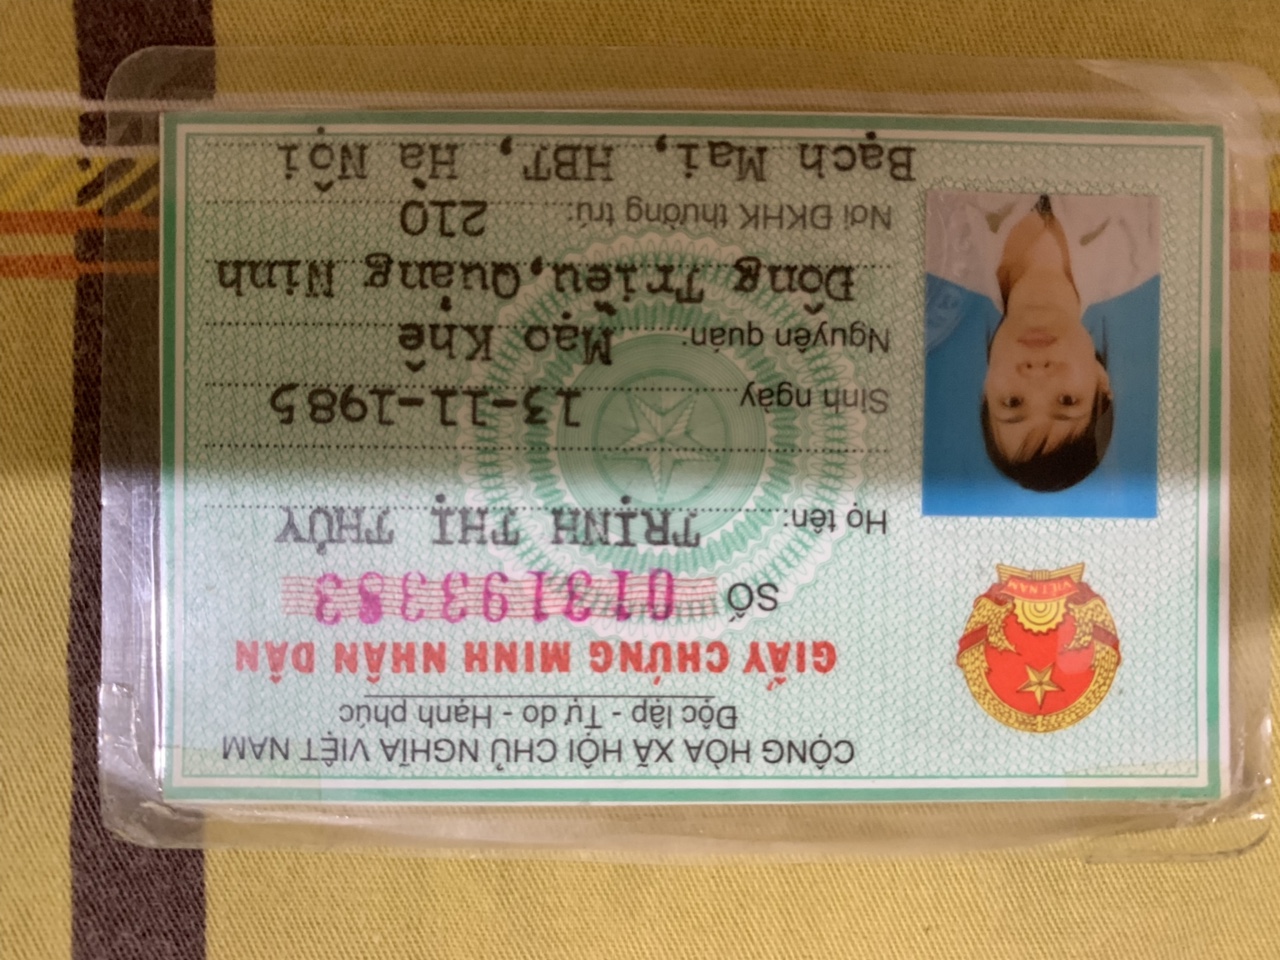 CỘNG HÒA XÃ HỘI CHỦ NGHĨA VIỆT NAM
Độc lập - Tự do - Hạnh phúc
GIẤY CHỨNG MINH NHÂN DÂN
SỐ 013193383
Họ tên: TRỊNH THỊ THỦY
Sinh ngày 13-11-1985
Nguyên quán: Mạo Khê
Đông Triều, Quảng Ninh
Nơi ĐKHK thường trú: 210
Bạch Mai, HBT, Hà Nội
VIỆT NAM